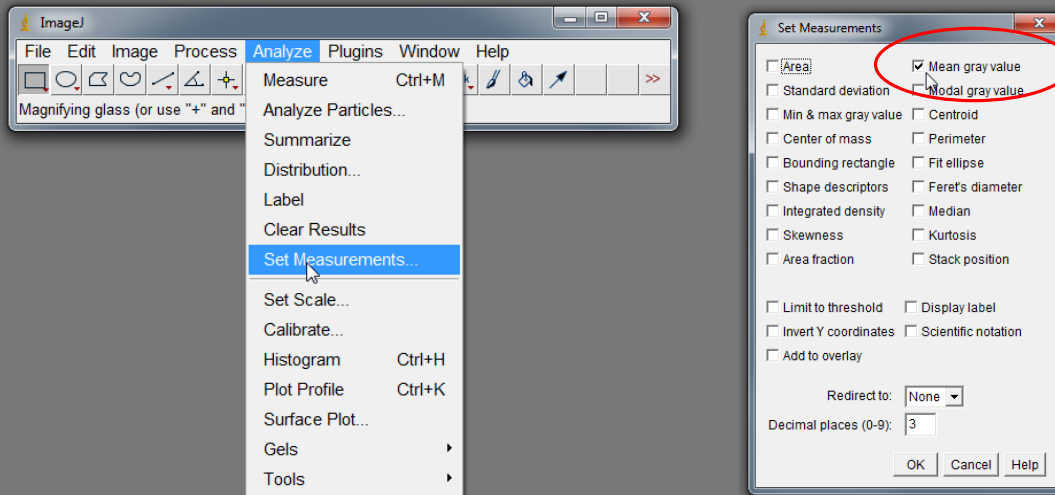 ImageJ
File Edit Image Process Analyze Plugins Window Help
>>
Magnifying glass (or use "+" and "
Measure Ctrl+M
Analyze Particles...
Summarize
Distribution...
Label
Clear Results
Set Measurements...
Set Scale...
Calibrate...
Histogram Ctrl+H
Plot Profile Ctrl+K
Surface Plot...
Gels
Tools
Set Measurements
Area Mean gray value
Standard deviation Modal gray value
Min & max gray value Centroid
Center of mass Perimeter
Bounding rectangle Fit ellipse
Shape descriptors Feret's diameter
Integrated density Median
Skewness Kurtosis
Area fraction Stack position
Limit to threshold Display label
Invert Y coordinates Scientific notation
Add to overlay
Redirect to: None
Decimal places (0-9): 3
OK Cancel Help